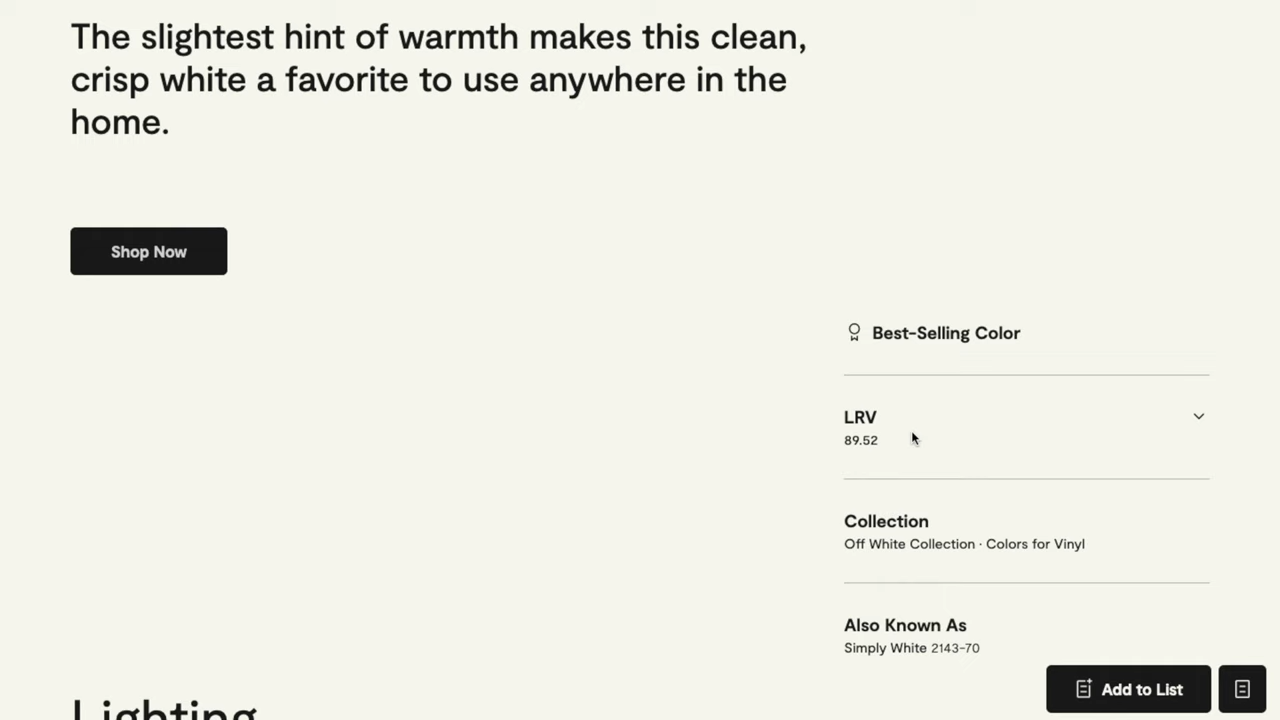 The slightest hint of warmth makes this clean,
crisp white a favorite to use anywhere in the
home.
Shop Now
Best-Selling Color
LRV
89.52
Collection
Off White Collection · Colors for Vinyl
Also Known As
Simply White 2143-70
Add to List
Lighting